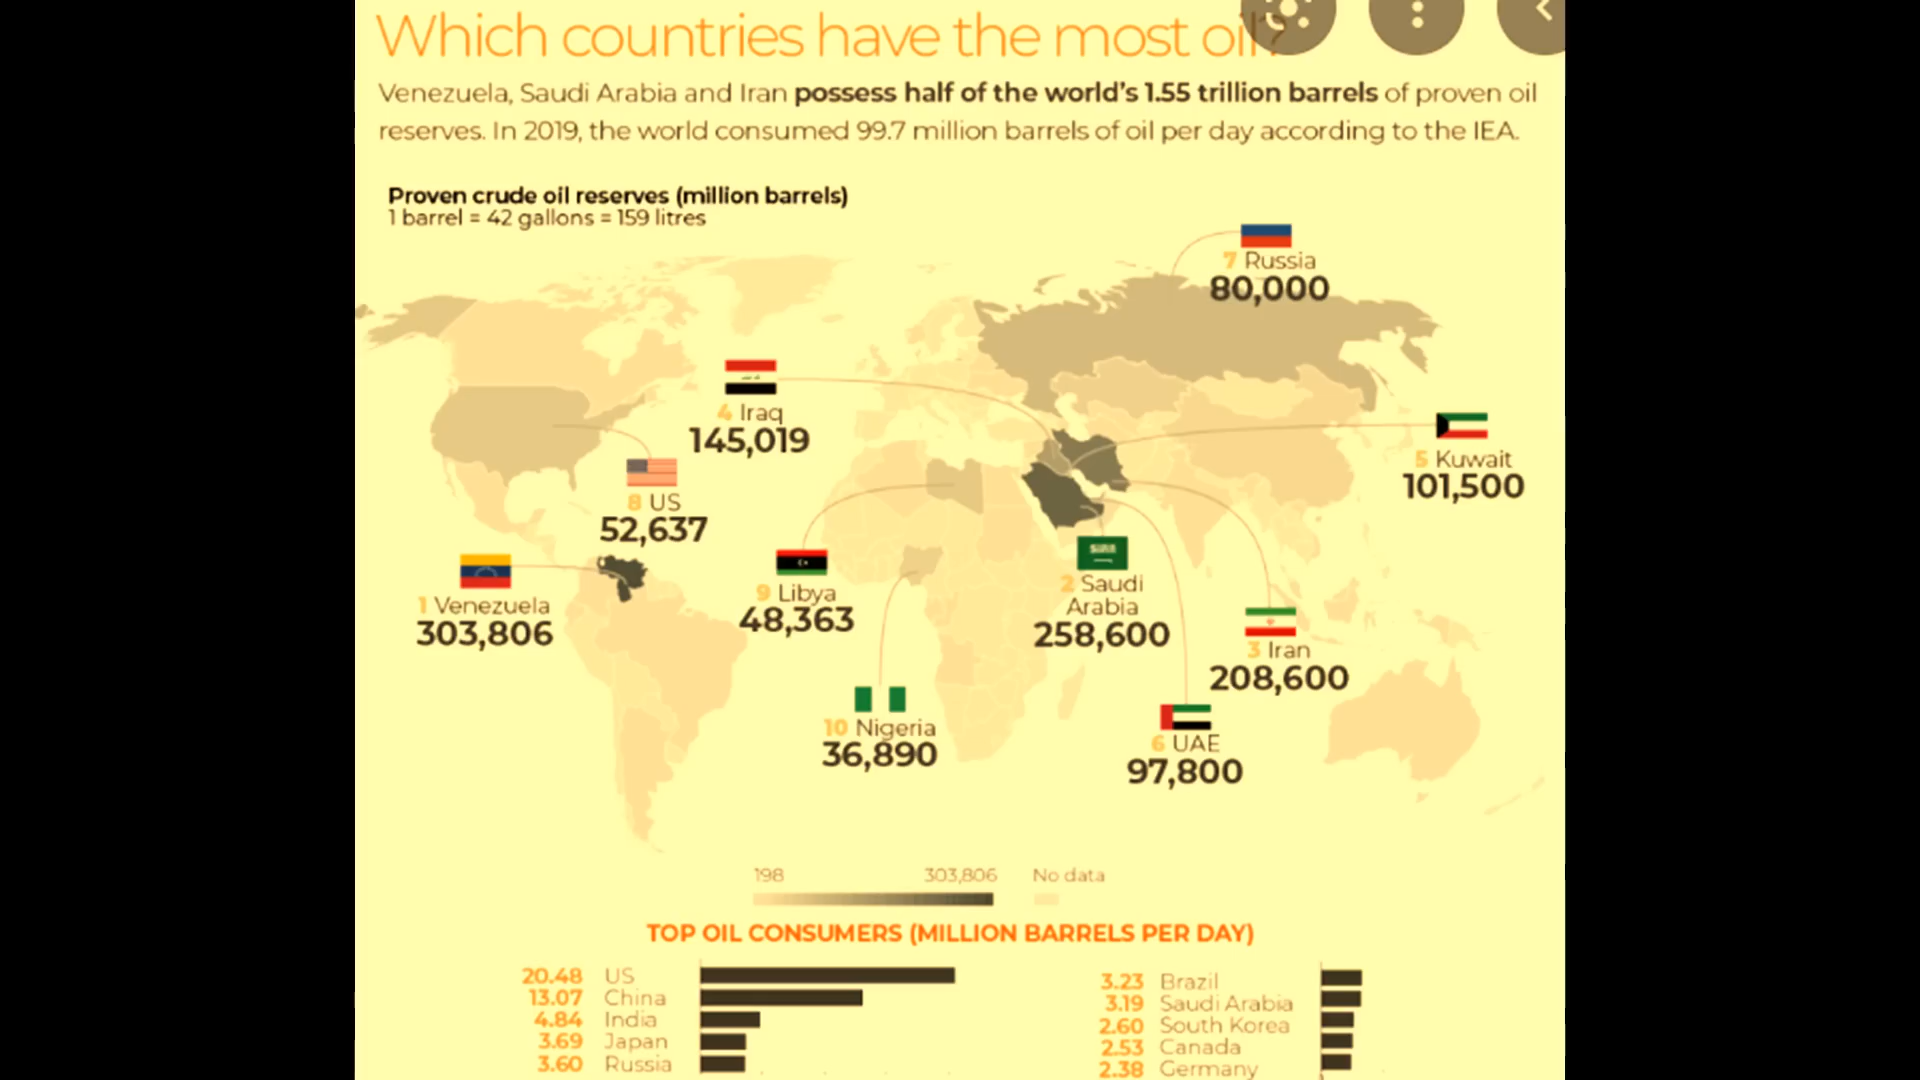 Which countries have the most oil?
Venezuela, Saudi Arabia and Iran possess half of the world's 1.55 trillion barrels of proven oil
reserves. In 2019, the world consumed 99.7 million barrels of oil per day according to the IEA.
Proven crude oil reserves (million barrels)
1 barrel = 42 gallons = 159 litres
7 Russia
80,000
4 Iraq
145,019
5 Kuwait
101,500
8 US
52,637
1 Venezuela
303,806
9 Libya
48,363
2 Saudi
Arabia
258,600
3 Iran
208,600
10 Nigeria
36,890
6 UAE
97,800
198 303,806 No data
TOP OIL CONSUMERS (MILLION BARRELS PER DAY)
20.48 US
13.07 China
4.84 India
3.69 Japan
3.60 Russia
3.23 Brazil
3.19 Saudi Arabia
2.60 South Korea
2.53 Canada
2.38 Germany